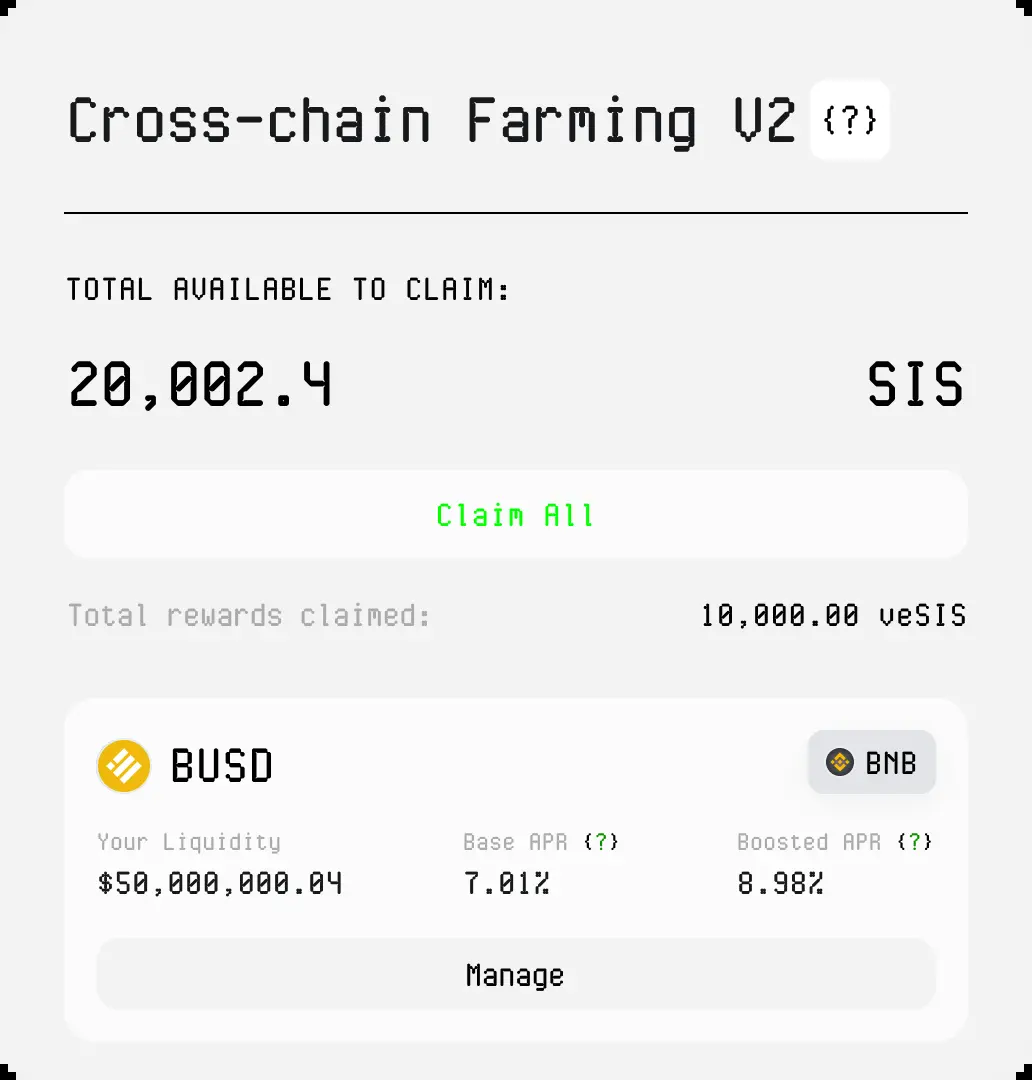 Cross-chain Farming V2 {?}
TOTAL AVAILABLE TO CLAIM:
20,002.4 SIS
Claim All
Total rewards claimed: 10,000.00 veSIS
BUSD BNB
Your Liquidity Base APR {?} Boosted APR {?}
$50,000,000.04 7.01% 8.98%
Manage